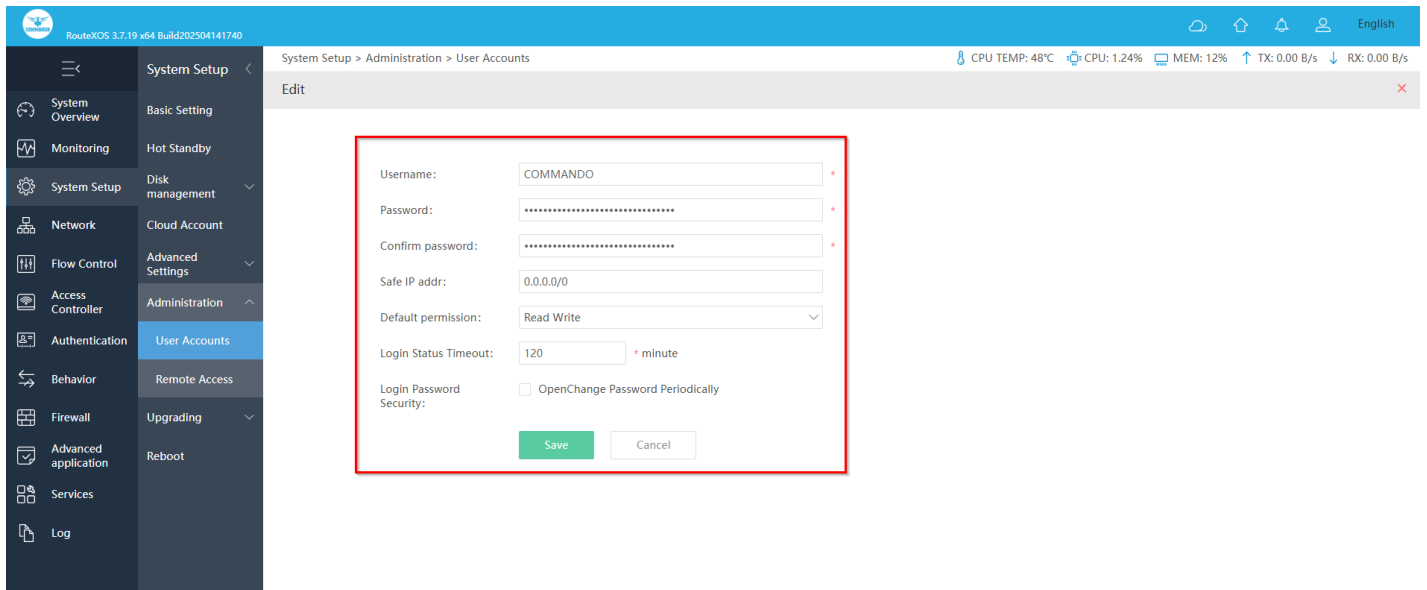 COMMANDO
RouteXOS 3.7.19 x64 Build202504141740
English
System Setup
System Setup > Administration > User Accounts
CPU TEMP: 48℃ CPU: 1.24% MEM: 12% TX: 0.00 B/s RX: 0.00 B/s
Edit
System
Overview
Monitoring
System Setup
Network
Flow Control
Access
Controller
Authentication
Behavior
Firewall
Advanced
application
Services
Log
Basic Setting
Hot Standby
Disk
management
Cloud Account
Advanced
Settings
Administration
User Accounts
Remote Access
Upgrading
Reboot
Username: COMMANDO *
Password: •••••••••••••••••••••••••••••••• *
Confirm password: •••••••••••••••••••••••••••••••• *
Safe IP addr: 0.0.0.0/0
Default permission: Read Write
Login Status Timeout: 120 * minute
Login Password
Security:
OpenChange Password Periodically
Save Cancel